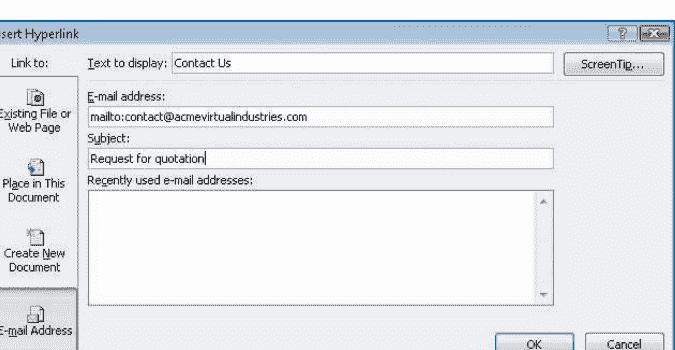 sert Hyperlink
Link to:
Text to display: Contact Us
ScreenTip...
Existing File or
Web Page
Place in This
Document
Create New
Document
E-mail Address
E-mail address:
mailto:contact@acmevirtualindustries.com
Subject:
Request for quotation
Recently used e-mail addresses:
OK
Cancel